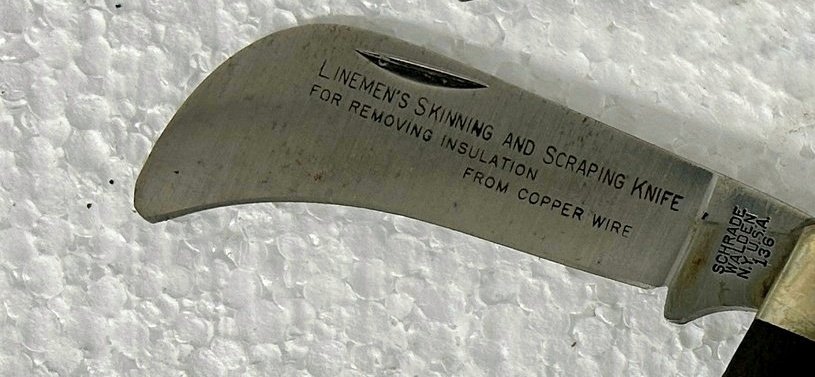 LINEMEN'S SKINNING AND SCRAPING KNIFE
FOR REMOVING INSULATION
FROM COPPER WIRE
SCHRADE
WALDEN
N.Y. U.S.A.
136